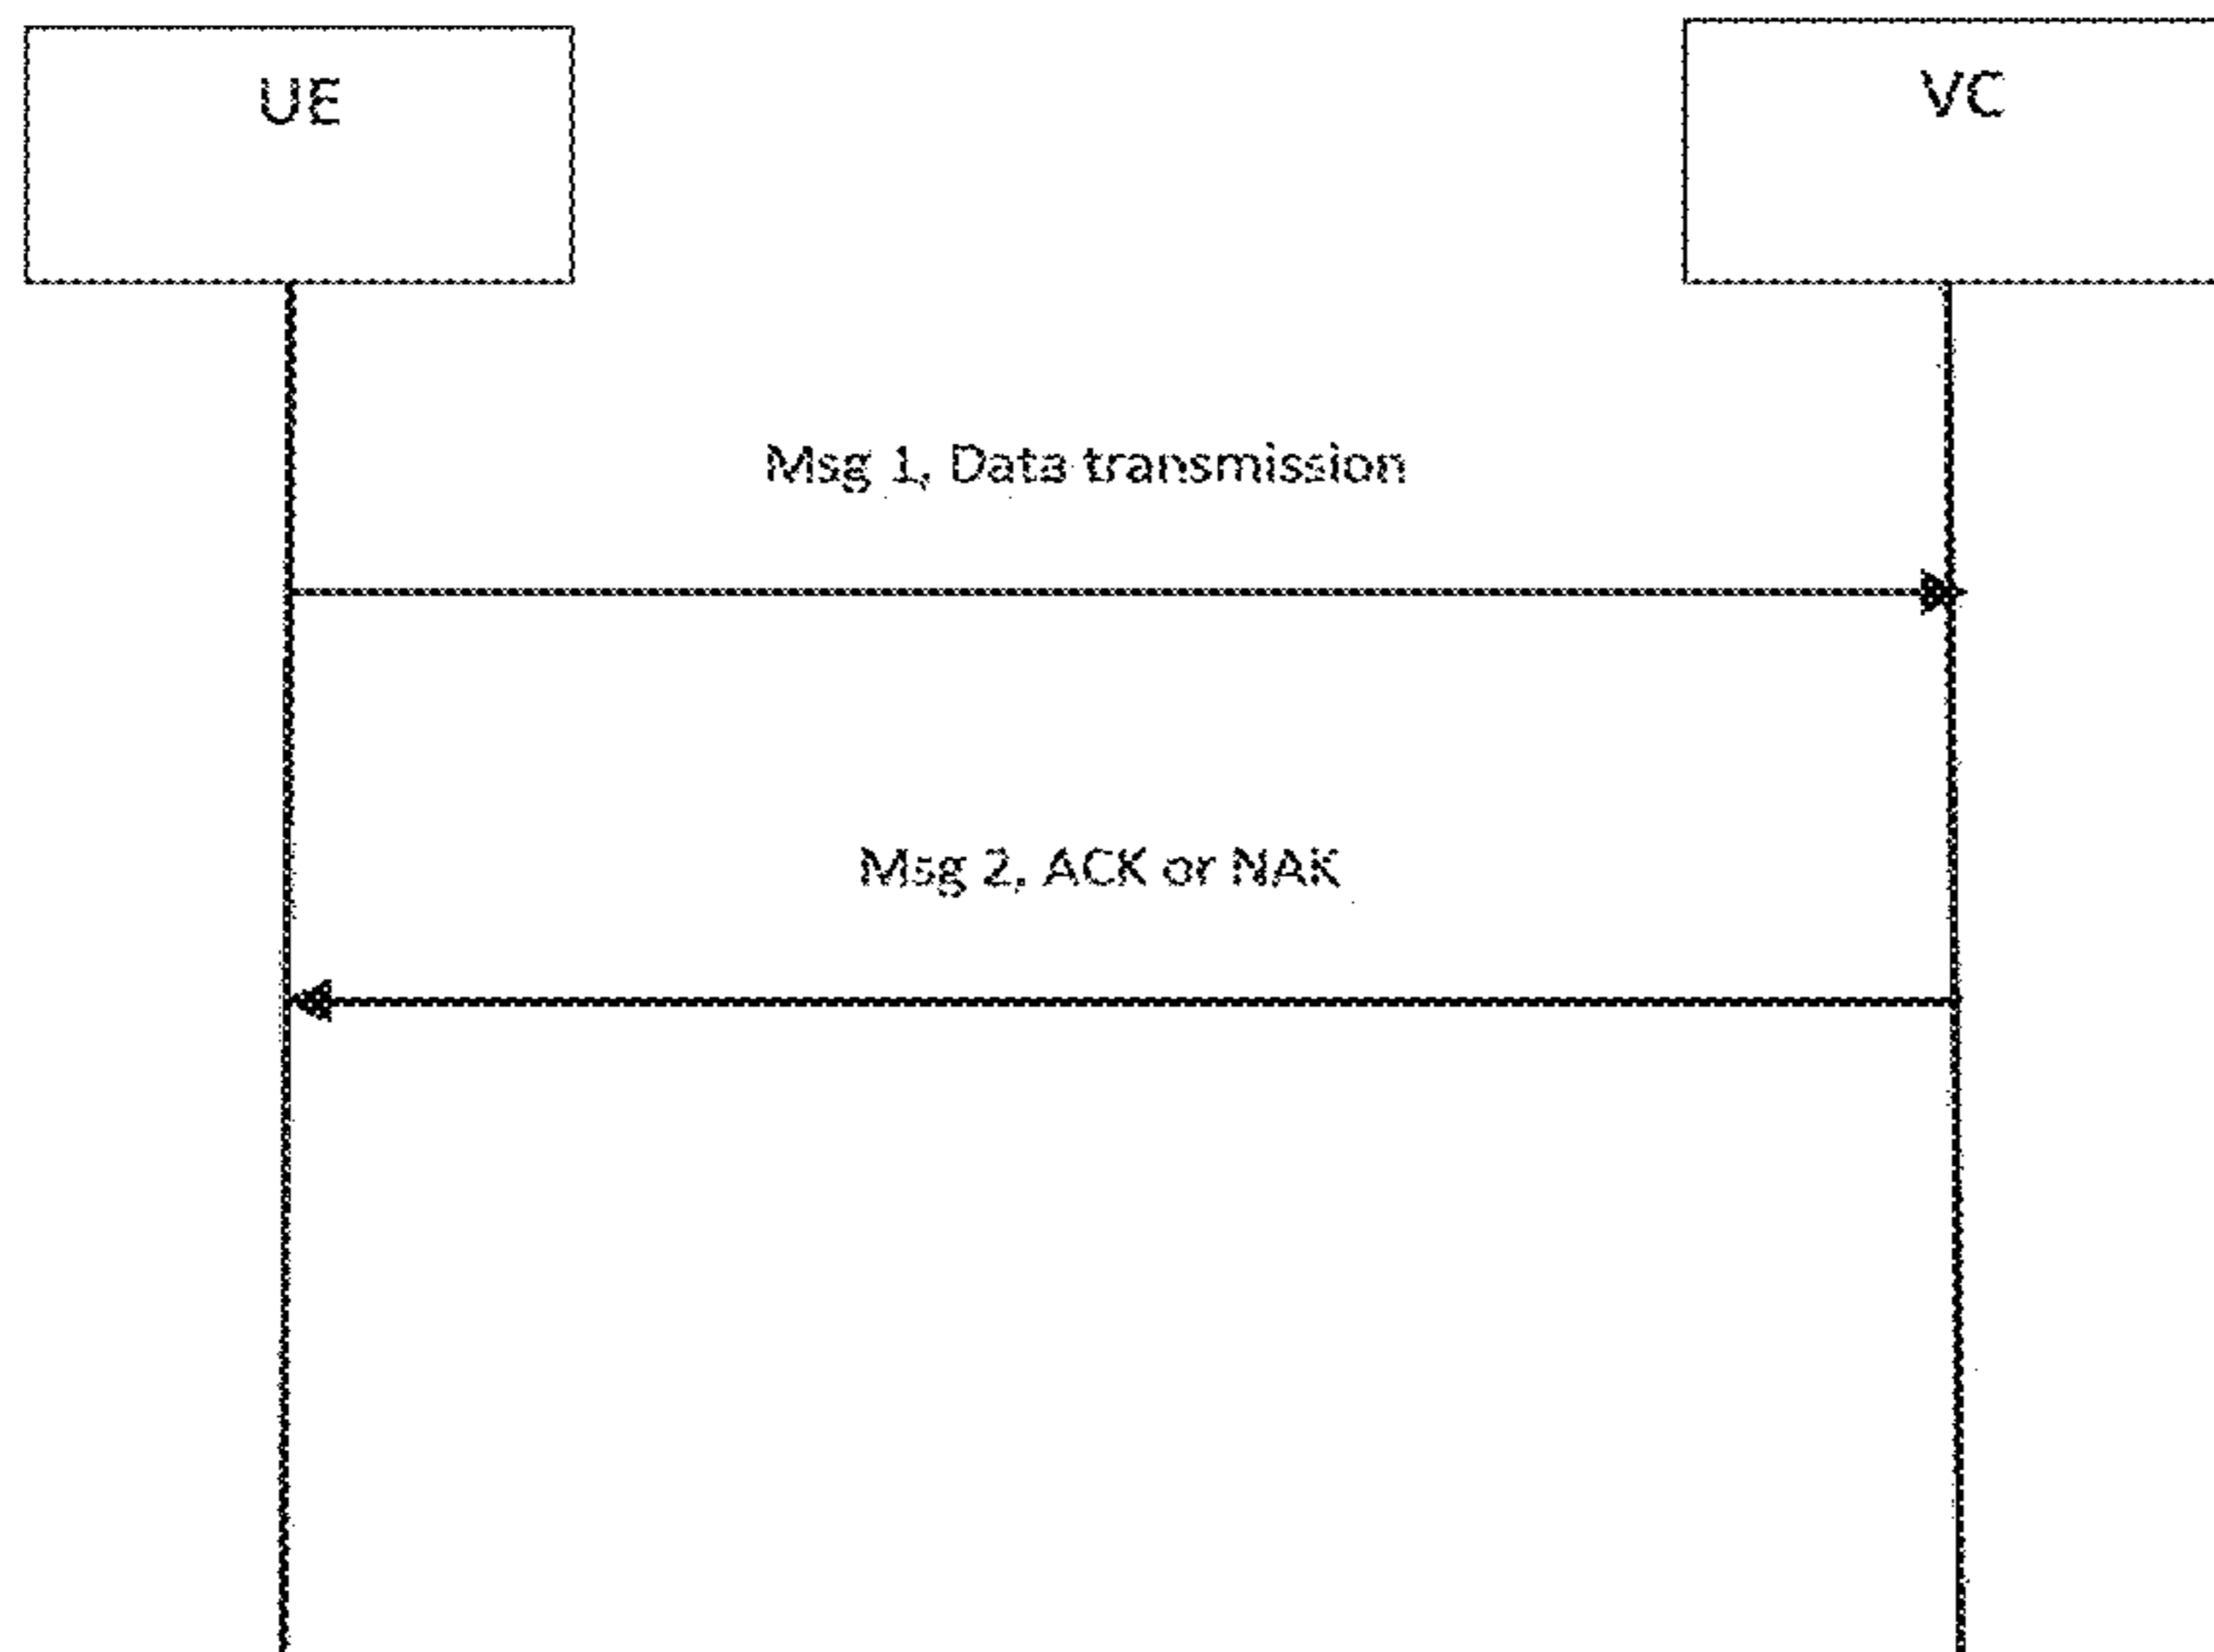 UE
VC
Msg 1, Data transmission
Msg 2, ACK or NAK